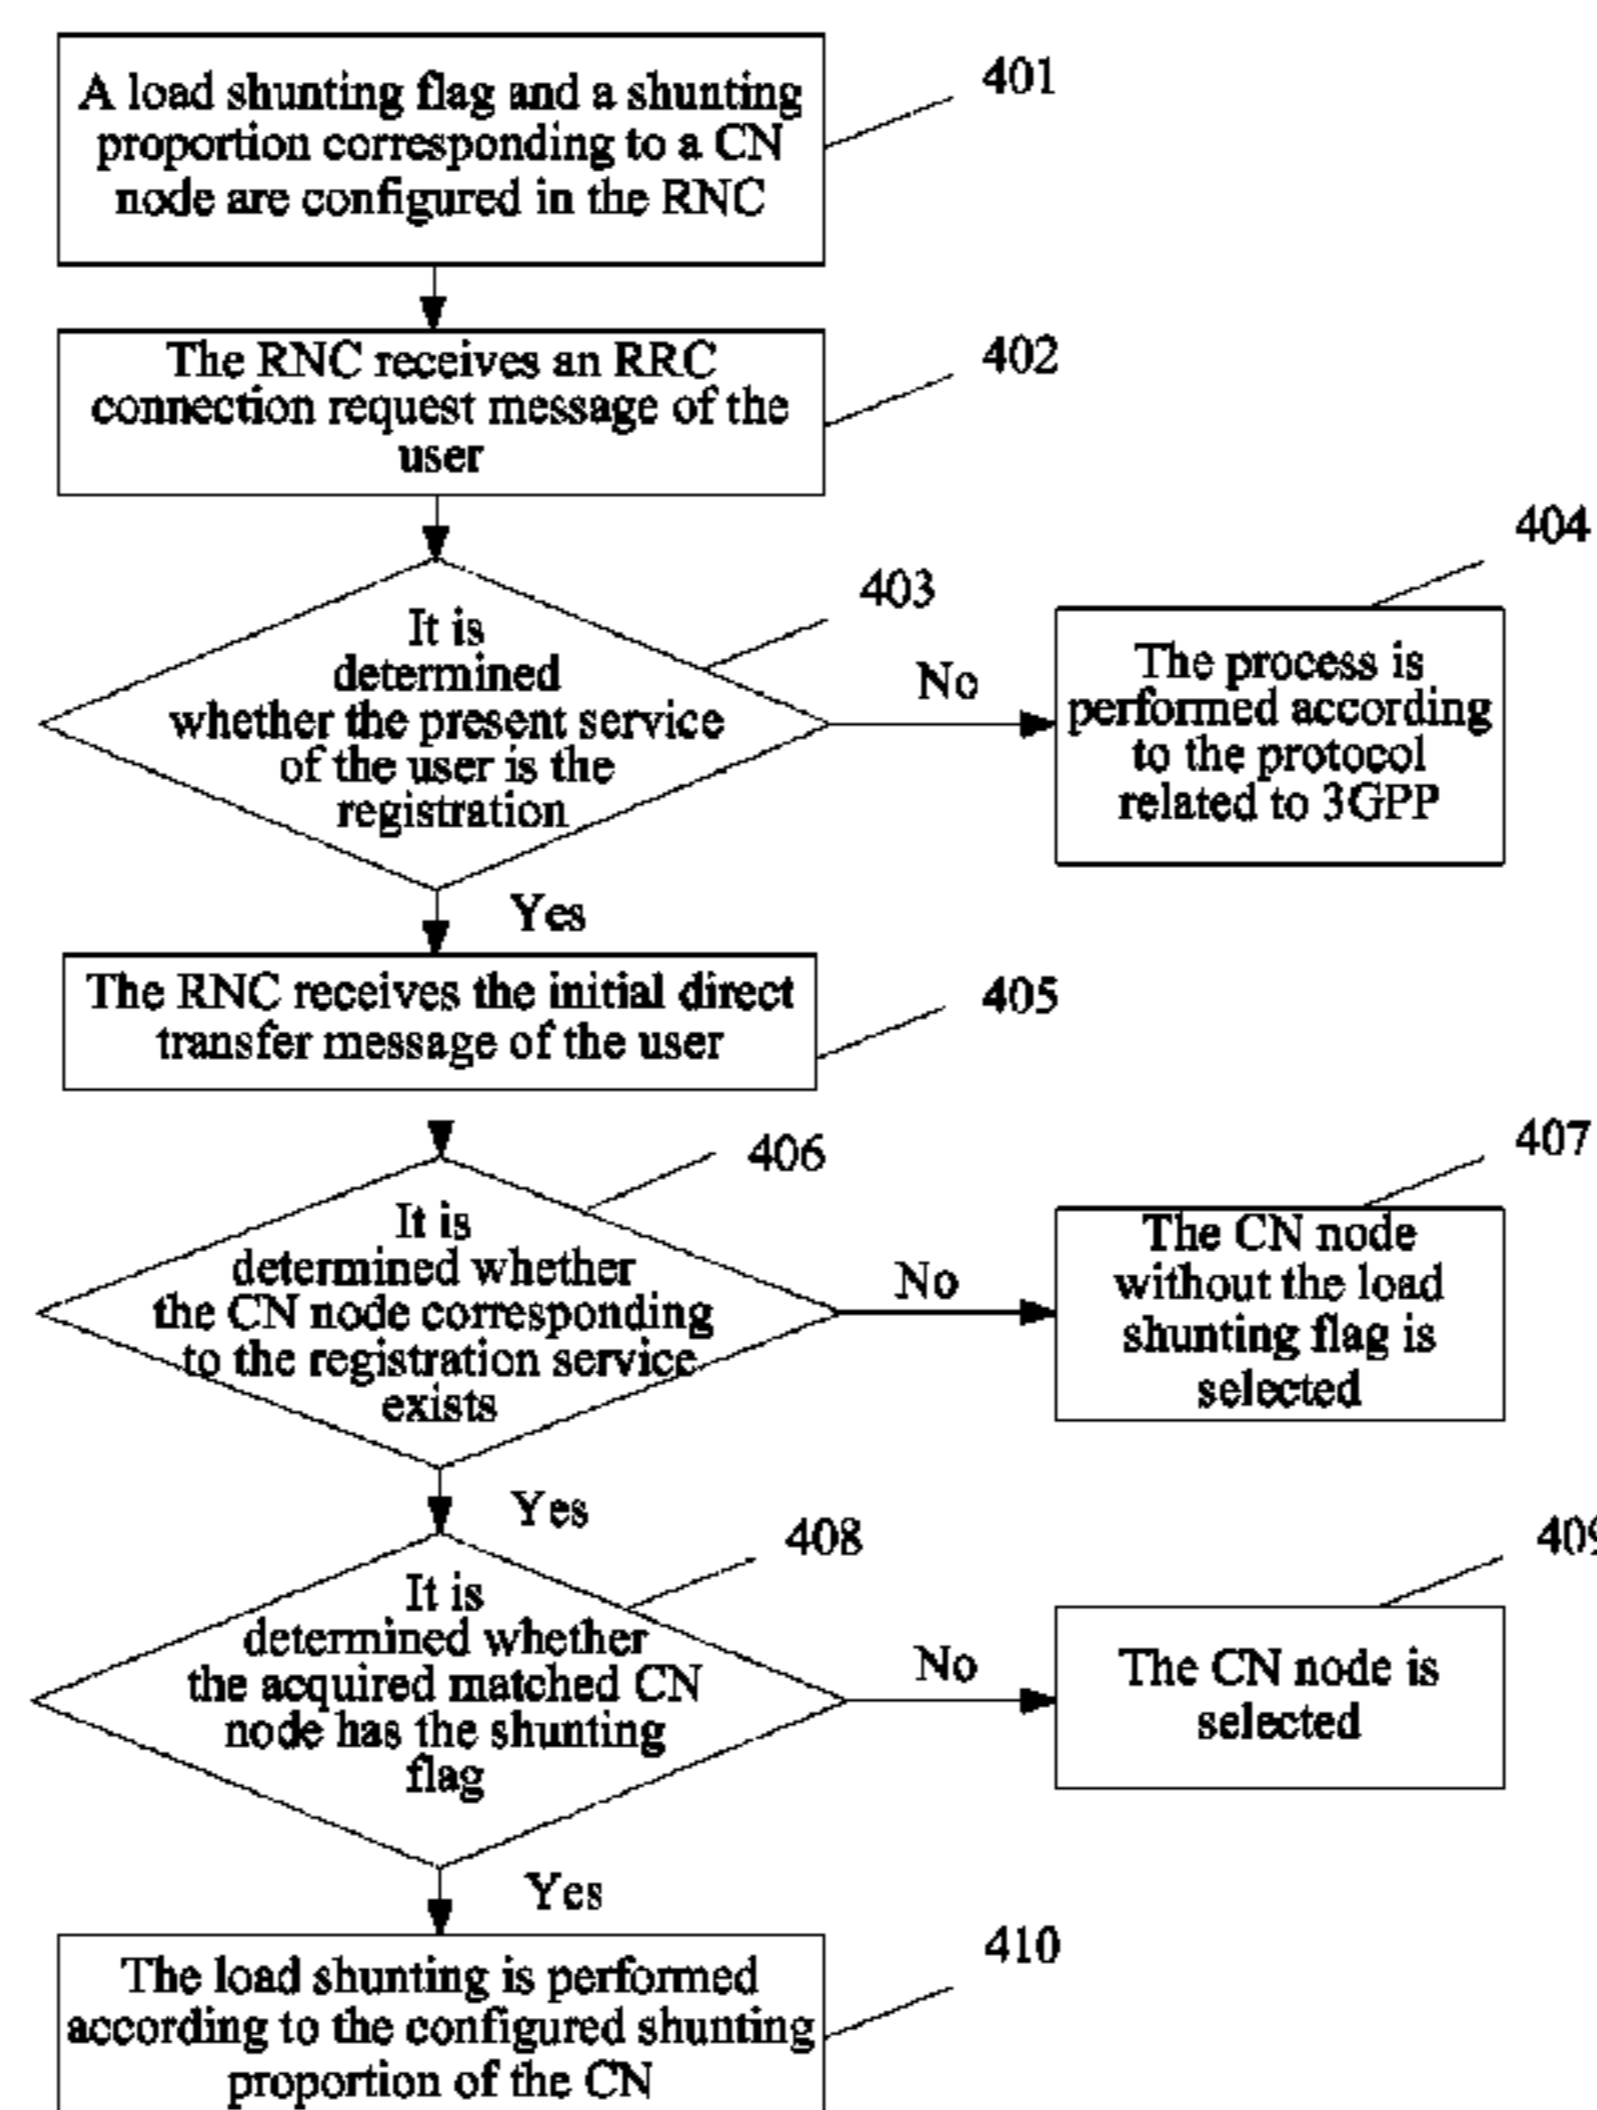 A load shunting flag and a shunting
proportion corresponding to a CN
node are configured in the RNC
401
The RNC receives an RRC
connection request message of the
user
402
It is
determined
whether the present service
of the user is the
registration
403
No
404
The process is
performed according
to the protocol
related to 3GPP
Yes
The RNC receives the initial direct
transfer message of the user
405
It is
determined whether
the CN node corresponding
to the registration service
exists
406
No
407
The CN node
without the load
shunting flag is
selected
Yes
It is
determined whether
the acquired matched CN
node has the shunting
flag
408
No
409
The CN node is
selected
Yes
The load shunting is performed
according to the configured shunting
proportion of the CN
410